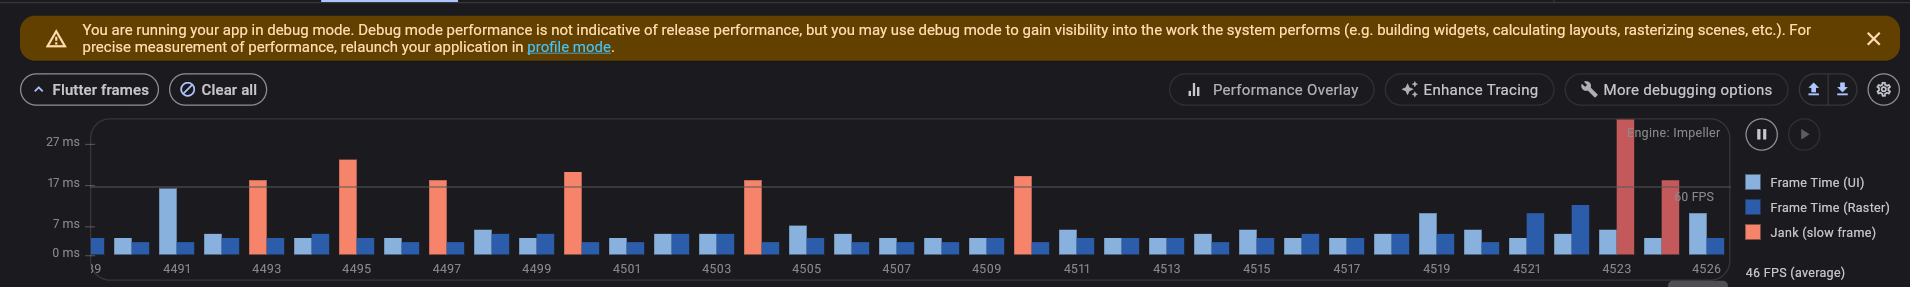 You are running your app in debug mode. Debug mode performance is not indicative of release performance, but you may use debug mode to gain visibility into the work the system performs (e.g. building widgets, calculating layouts, rasterizing scenes, etc.). For
precise measurement of performance, relaunch your application in profile mode.
Flutter frames
Clear all
Performance Overlay
Enhance Tracing
More debugging options
27 ms
17 ms
7 ms
0 ms
Engine: Impeller
60 FPS
4491
4493
4495
4497
4499
4501
4503
4505
4507
4509
4511
4513
4515
4517
4519
4521
4523
4526
Frame Time (UI)
Frame Time (Raster)
Jank (slow frame)
46 FPS (average)